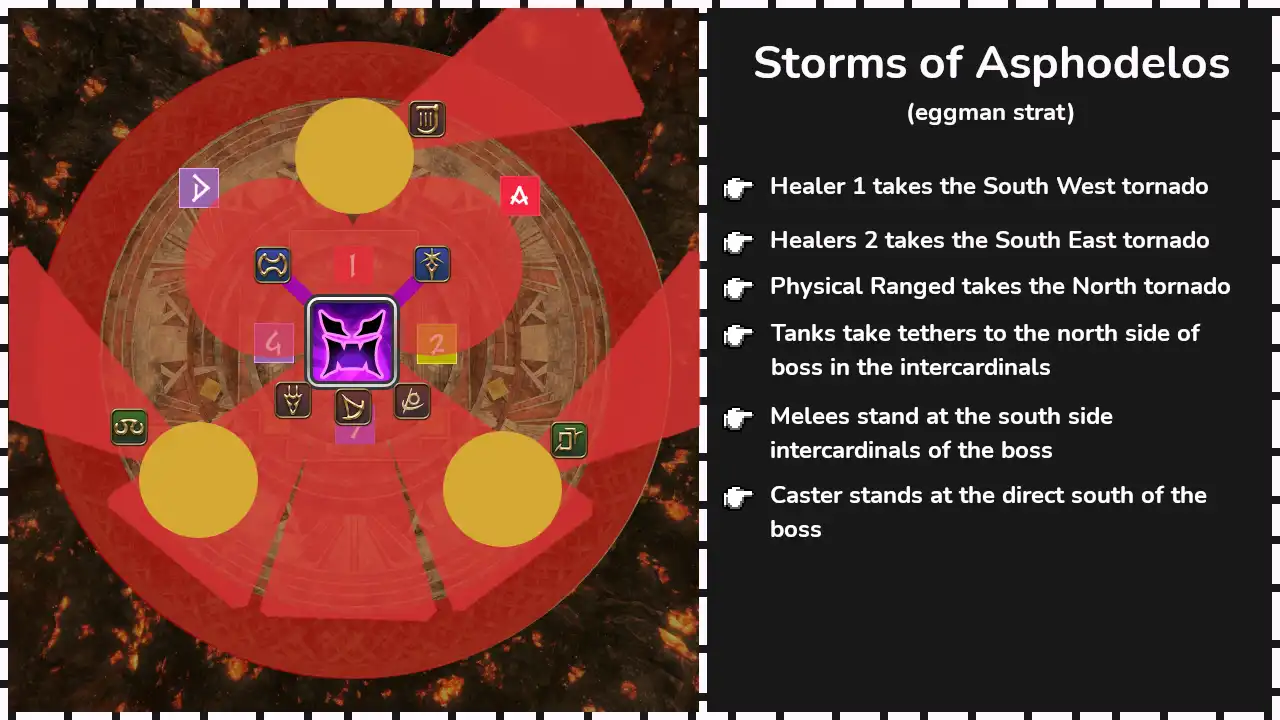 Storms of Asphodelos
(eggman strat)
Healer 1 takes the South West tornado
Healers 2 takes the South East tornado
Physical Ranged takes the North tornado
Tanks take tethers to the north side of
boss in the intercardinals
Melees stand at the south side
intercardinals of the boss
Caster stands at the direct south of the
boss
D
A
1
4
2